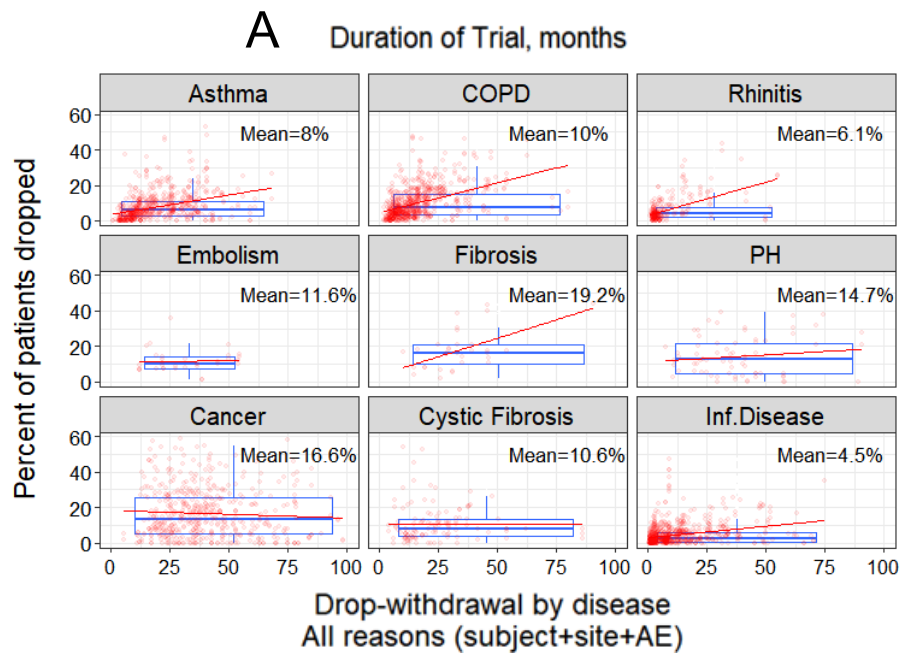 A Duration of Trial, months
Asthma COPD Rhinitis
Mean=8% Mean=10% Mean=6.1%
Embolism Fibrosis PH
Mean=11.6% Mean=19.2% Mean=14.7%
Cancer Cystic Fibrosis Inf.Disease
Mean=16.6% Mean=10.6% Mean=4.5%
Percent of patients dropped
60
40
20
0
60
40
20
0
60
40
20
0
0 25 50 75 100 0 25 50 75 100 0 25 50 75 100
Drop-withdrawal by disease
All reasons (subject+site+AE)